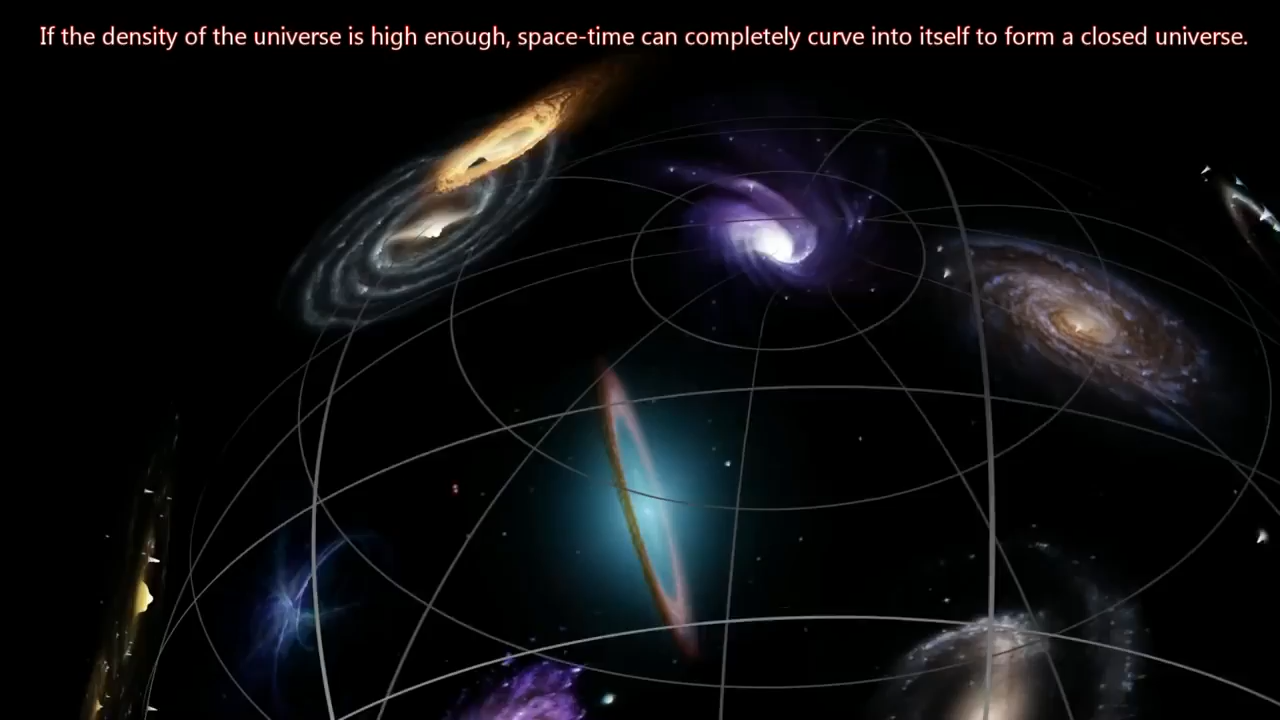 If the density of the universe is high enough, space-time can completely curve into itself to form a closed universe.